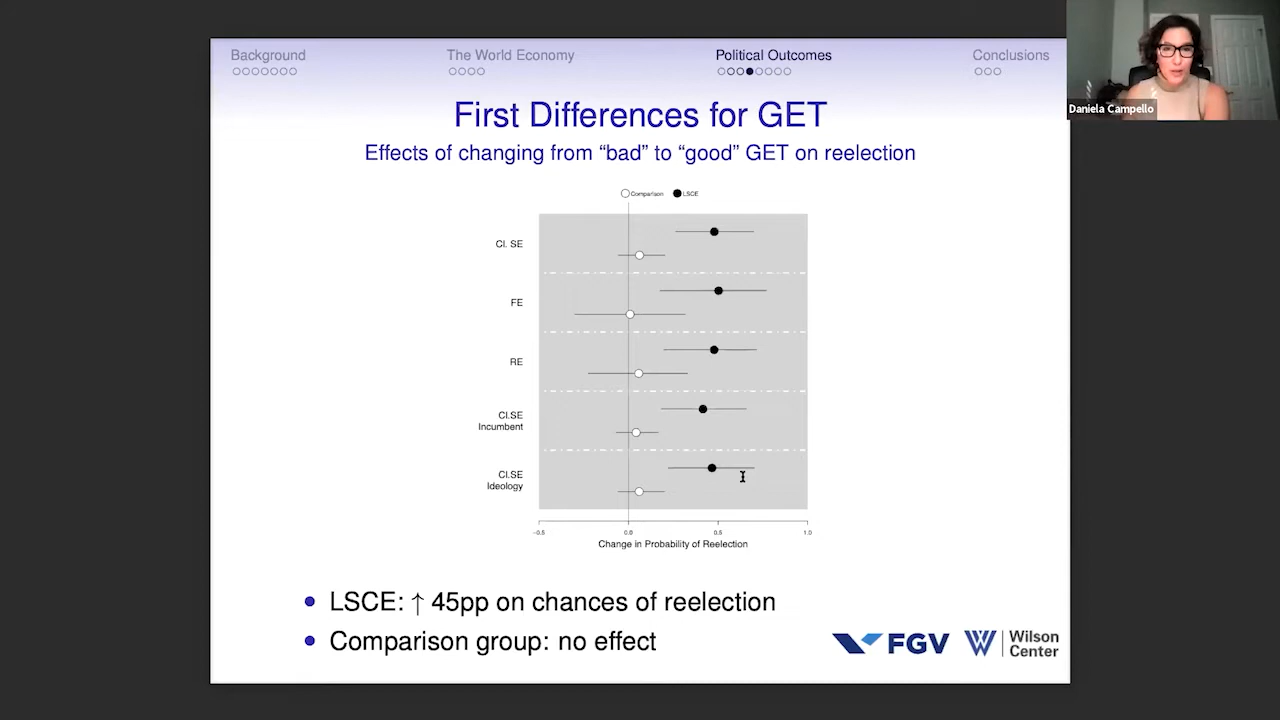 Background
The World Economy
Political Outcomes
Conclusions
Daniela Campello
First Differences for GET
Effects of changing from “bad” to “good” GET on reelection
Comparison
LSCE
Cl. SE
FE
RE
Cl.SE
Incumbent
Cl.SE
Ideology
−0.5
0.0
0.5
1.0
Change in Probability of Reelection
• LSCE: ↑ 45pp on chances of reelection
• Comparison group: no effect
FGV
Wilson
Center